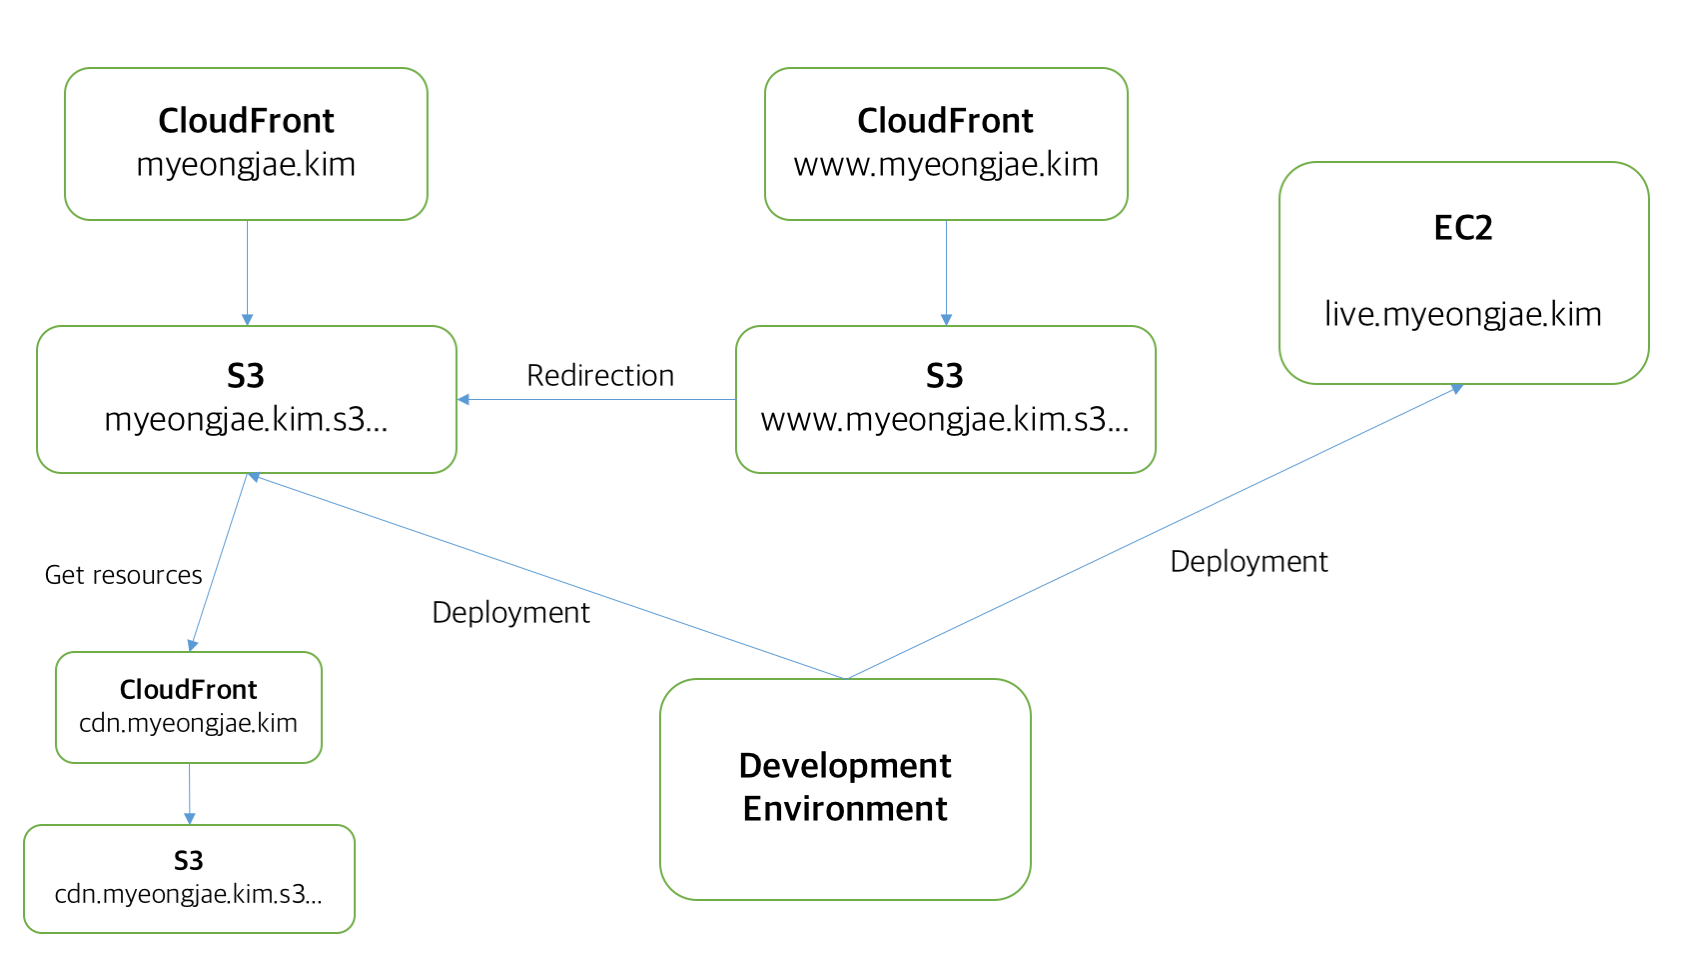 CloudFront
myeongjae.kim
CloudFront
www.myeongjae.kim
EC2
live.myeongjae.kim
S3
myeongjae.kim.s3...
Redirection
S3
www.myeongjae.kim.s3...
Get resources
Deployment
Deployment
CloudFront
cdn.myeongjae.kim
Development
Environment
S3
cdn.myeongjae.kim.s3...